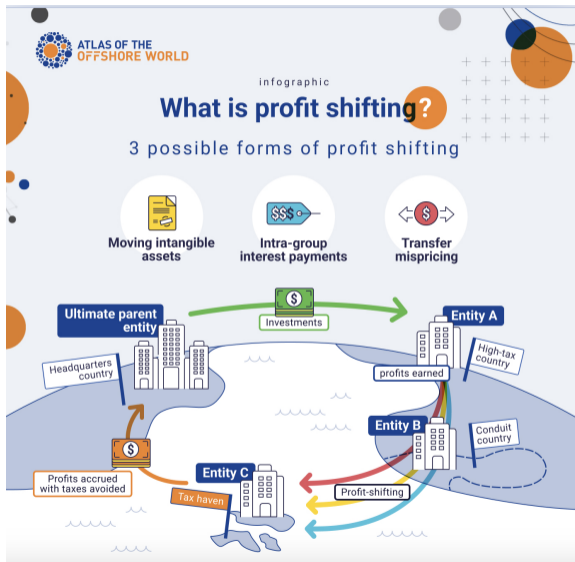 ATLAS OF THE
OFFSHORE WORLD
infographic
What is profit shifting?
3 possible forms of profit shifting
$$$
$
Moving intangible
assets
Intra-group
interest payments
Transfer
mispricing
$
Investments
Ultimate parent
entity
Entity A
Headquarters
country
High-tax
country
profits earned
Entity B
Conduit
country
$
Entity C
Profits accrued
with taxes avoided
Tax haven
Profit-shifting